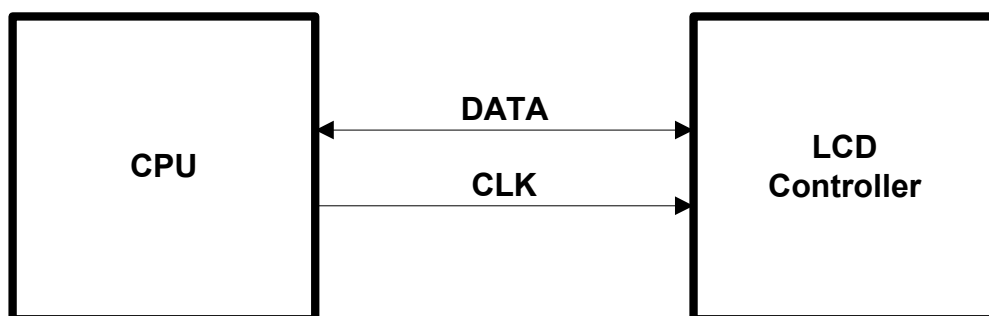 CPU
DATA
CLK
LCD
Controller